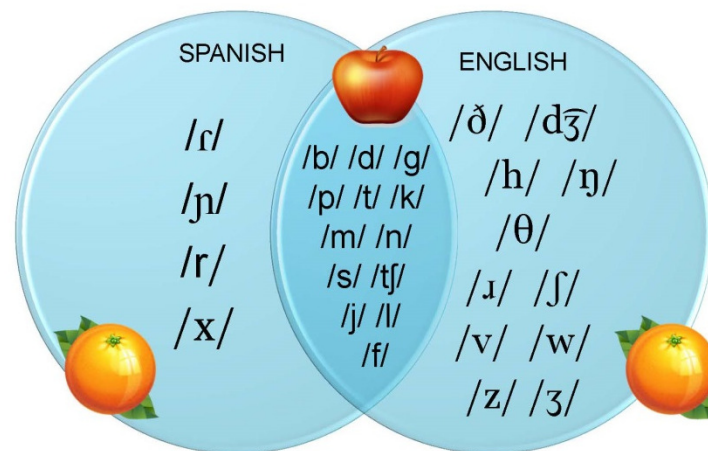 SPANISH
/ɾ/
/ɲ/
/r/
/x/
/b/ /d/ /g/
/p/ /t/ /k/
/m/ /n/
/s/ /tʃ/
/j/ /l/
/f/
ENGLISH
/ð/ /d͡ʒ/
/h/ /ŋ/
/θ/
/ɹ/ /ʃ/
/v/ /w/
/z/ /ʒ/